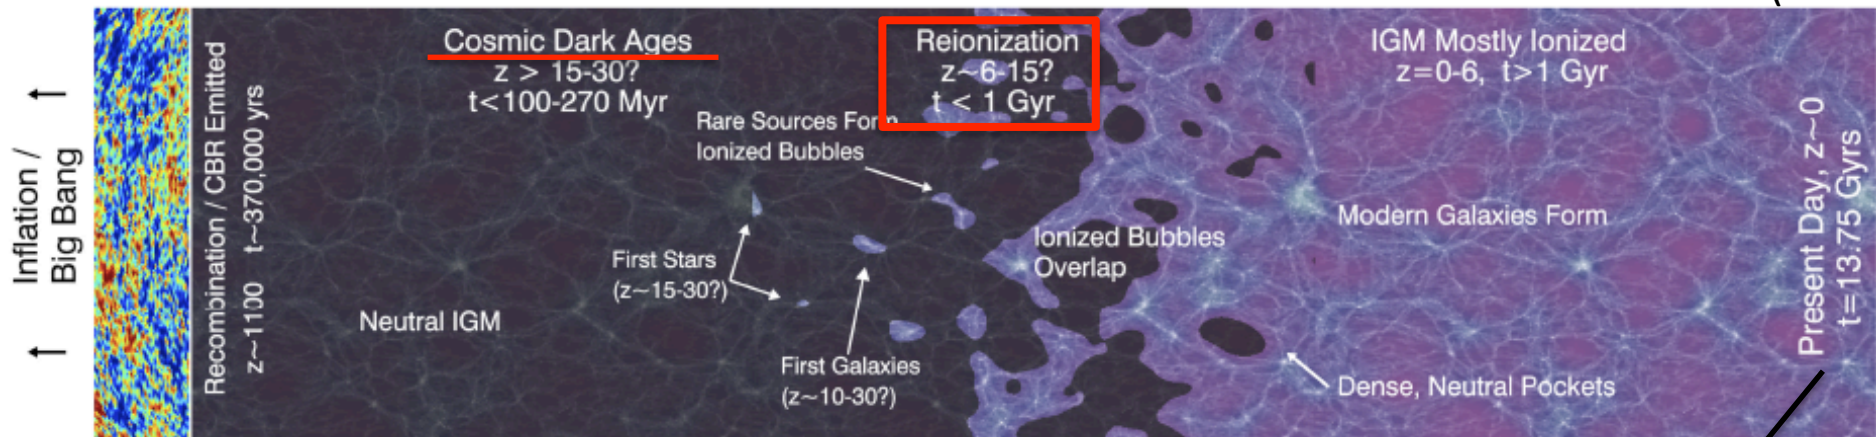 Inflation /
Big Bang
Recombination / CBR Emitted
z~1100 t~370,000 yrs
Cosmic Dark Ages
z > 15-30?
t<100-270 Myr
Neutral IGM
First Stars
(z~15-30?)
Rare Sources Form
Ionized Bubbles
First Galaxies
(z~10-30?)
Reionization
z~6-15?
t < 1 Gyr
Ionized Bubbles
Overlap
IGM Mostly Ionized
z=0-6, t>1 Gyr
Modern Galaxies Form
Dense, Neutral Pockets
Present Day, z~0
t=13.75 Gyrs